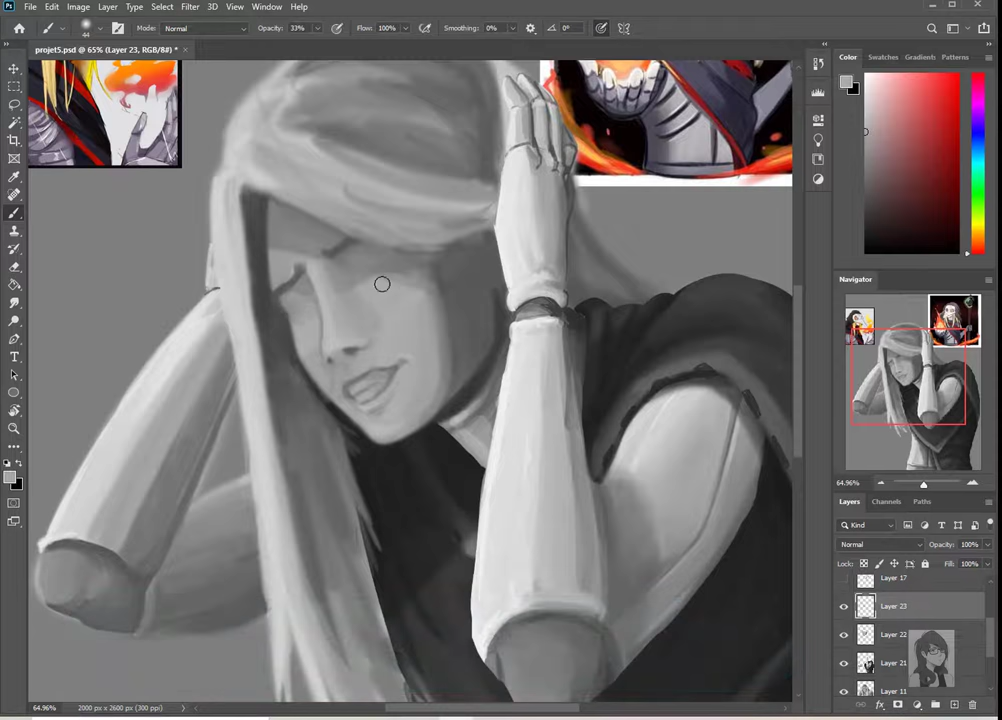 Ps File Edit Image Layer Type Select Filter 3D View Window Help
44 Mode: Normal Opacity: 33% Flow: 100% Smoothing: 0% 0°
projet5.psd @ 65% (Layer 23, RGB/8#) *
Color Swatches Gradients Patterns
Navigator
64.96%
Layers Channels Paths
Kind
Normal Opacity: 100%
Lock: Fill: 100%
Layer 17
Layer 23
Layer 22
Layer 21
Layer 11
64.96% 2000 px x 2600 px (300 ppi)